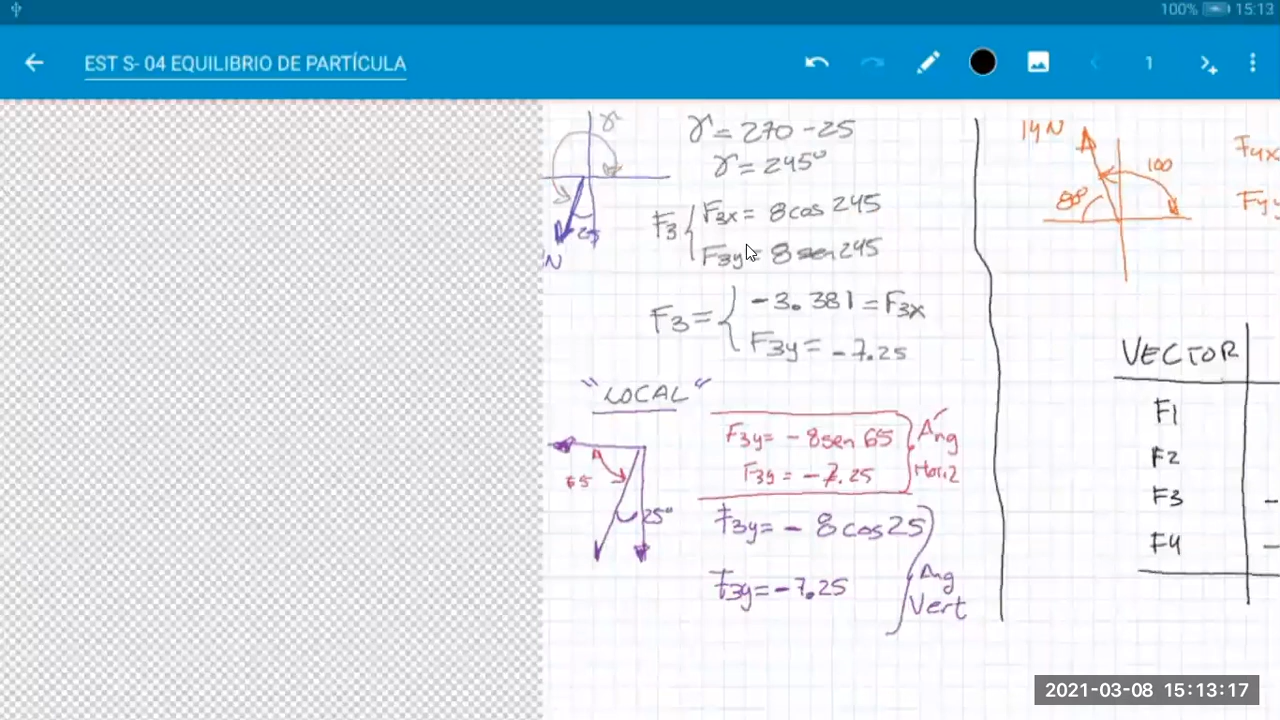 100% 15:13
EST S- 04 EQUILIBRIO DE PARTÍCULA
1
γ
25
N
γ = 270 - 25
γ = 245°
F3 { F3x = 8 cos 245
F3y = 8 sen 245
F3 = { -3.381 = F3x
F3y = -7.25
"LOCAL"
65
25°
F3y = - 8 sen 65
F3y = - 7.25
Áng
Horiz
F3y = - 8 cos 25
F3y = - 7.25
Ang
Vert
14N
100
80°
F4x
F4y
VECTOR
F1
F2
F3 -
F4 -
2021-03-08 15:13:17